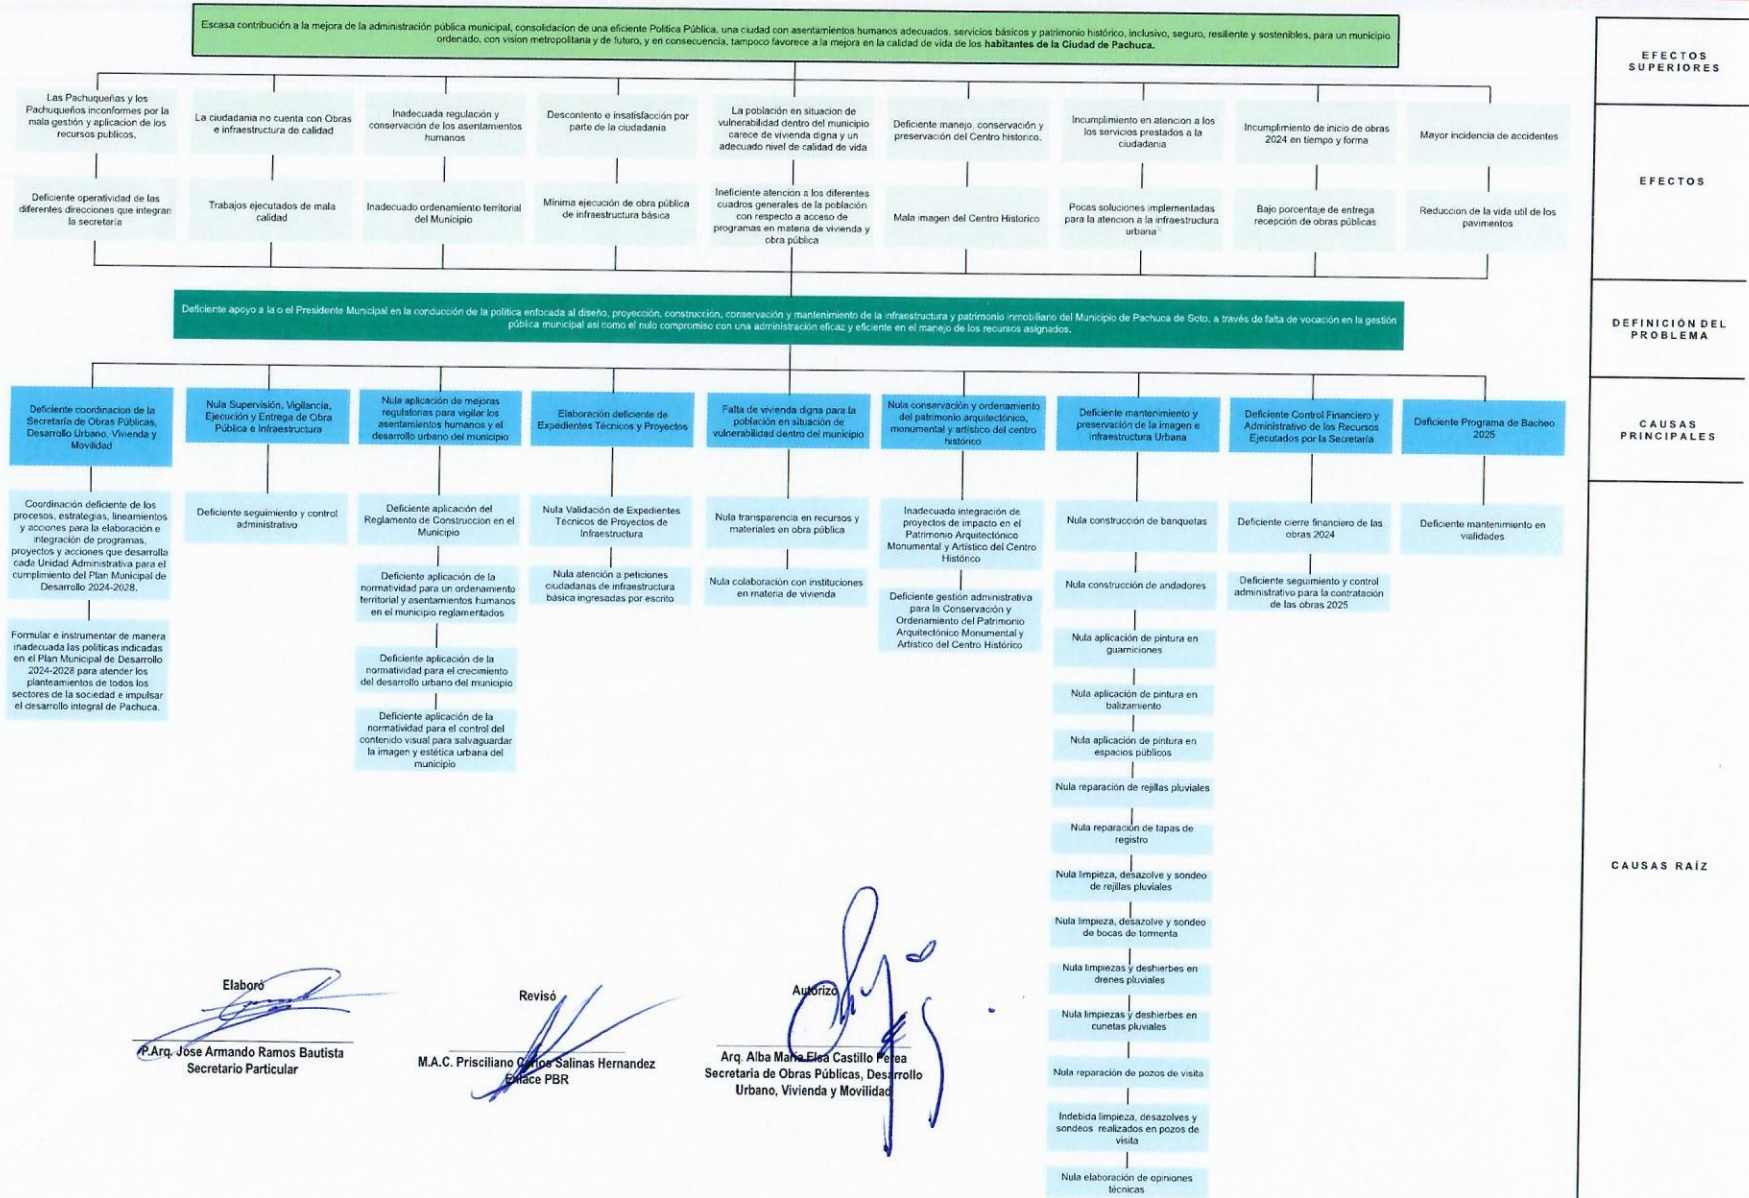 Escasa contribución a la mejora de la administración pública municipal, consolidacion de una eficiente Politica Pública, una ciudad con asentamientos humanos adecuados, servicios básicos y patrimonio histórico, inclusivo, seguro, resiliente y sostenibles, para un municipio
ordenado, con vision metropolitana y de futuro, y en consecuencia, tampoco favorece a la mejora en la calidad de vida de los habitantes de la Ciudad de Pachuca.
EFECTOS
SUPERIORES
Las Pachuqueñas y los
Pachuqueños inconformes por la
mala gestión y aplicacion de los
recursos publicos.
La ciudadania no cuenta con Obras
e infraestructura de calidad
Inadecuada regulación y
conservación de los asentamientos
humanos
Descontento e insatisfacción por
parte de la ciudadanía
La población en situacion de
vulnerabilidad dentro del municipio
carece de vivienda digna y un
adecuado nivel de calidad de vida
Deficiente manejo, conservación y
preservación del Centro historico.
Incumplimiento en atencion a los
los servicios prestados a la
ciudadania
Incumplimiento de inicio de obras
2024 en tiempo y forma
Mayor incidencia de accidentes
Deficiente operatividad de las
diferentes direcciones que integran
la secretaría
Trabajos ejecutados de mala
calidad
Inadecuado ordenamiento territorial
del Municipio
Minima ejecución de obra pública
de infraestructura básica
Ineficiente atencion a los diferentes
cuadros generales de la población
con respecto a acceso de
programas en materia de vivienda y
obra pública
Mala imagen del Centro Historico
Pocas soluciones implementadas
para la atencion a la infraestructura
urbana
Bajo porcentaje de entrega
recepción de obras públicas
Reduccion de la vida util de los
pavimentos
EFECTOS
Deficiente apoyo a la o el Presidente Municipal en la conducción de la política enfocada al diseño, proyección, construcción, conservación y mantenimiento de la infraestructura y patrimonio inmobiliario del Municipio de Pachuca de Soto, a través de falta de vocación en la gestión
pública municipal asi como el nulo compromiso con una administración eficaz y eficiente en el manejo de los recursos asignados.
DEFINICIÓN DEL
PROBLEMA
Deficiente coordinacion de la
Secretaría de Obras Públicas,
Desarrollo Urbano, Vivienda y
Movilidad
Nula Supervisión, Vigilancia,
Ejecución y Entrega de Obra
Pública e Infraestructura
Nula aplicación de mejoras
regulatorias para vigilar los
asentamientos humanos y el
desarrollo urbano del municipio
Elaboración deficiente de
Expedientes Técnicos y Proyectos
Falta de vivienda digna para la
población en situación de
vulnerabilidad dentro del municipio
Nula conservación y ordenamiento
del patrimonio arquitectónico,
monumental y artístico del centro
histórico
Deficiente mantenimiento y
preservación de la imagen e
infraestructura Urbana
Deficiente Control Financiero y
Administrativo de los Recursos
Ejecutados por la Secretaría
Deficiente Programa de Bacheo
2025
CAUSAS
PRINCIPALES
Coordinación deficiente de los
procesos, estrategias, lineamientos
y acciones para la elaboración e
integración de programas,
proyectos y acciones que desarrolla
cada Unidad Administrativa para el
cumplimiento del Plan Municipal de
Desarrollo 2024-2028.
Formular e instrumentar de manera
inadecuada las políticas indicadas
en el Plan Municipal de Desarrollo
2024-2028 para atender los
planteamientos de todos los
sectores de la sociedad e impulsar
el desarrollo integral de Pachuca.
Deficiente seguimiento y control
administrativo
Deficiente aplicación del
Reglamento de Construccion en el
Municipio
Deficiente aplicación de la
normatividad para un ordenamiento
territorial y asentamientos humanos
en el municipio reglamentados
Deficiente aplicación de la
normatividad para el crecimiento
del desarrollo urbano del municipio
Deficiente aplicación de la
normatividad para el control del
contenido visual para salvaguardar
la imagen y estética urbana del
municipio
Nula Validación de Expedientes
Técnicos de Proyectos de
Infraestructura
Nula atención a peticiones
ciudadanas de infraestructura
básica ingresadas por escrito
Nula transparencia en recursos y
materiales en obra pública
Nula colaboración con instituciones
en materia de vivienda
Inadecuada integración de
proyectos de impacto en el
Patrimonio Arquitectónico
Monumental y Artístico del Centro
Histórico
Deficiente gestión administrativa
para la Conservación y
Ordenamiento del Patrimonio
Arquitectónico Monumental y
Artístico del Centro Histórico
Nula construcción de banquetas
Nula construcción de andadores
Nula aplicación de pintura en
guarniciones
Nula aplicación de pintura en
balizamiento
Nula aplicación de pintura en
espacios públicos
Nula reparación de rejillas pluviales
Nula reparación de tapas de
registro
Nula limpieza, desazolve y sondeo
de rejillas pluviales
Nula limpieza, desazolve y sondeo
de bocas de tormenta
Nula limpiezas y deshierbes en
drenes pluviales
Nula limpiezas y deshierbes en
cunetas pluviales
Nula reparación de pozos de visita
Indebida limpieza, desazolves y
sondeos realizados en pozos de
visita
Nula elaboración de opiniones
técnicas
Deficiente cierre financiero de las
obras 2024
Deficiente seguimiento y control
administrativo para la contratación
de las obras 2025
Deficiente mantenimiento en
vialidades
CAUSAS RAÍZ
Elaboró
P.Arq. Jose Armando Ramos Bautista
Secretario Particular
Revisó
M.A.C. Prisciliano Carlos Salinas Hernandez
Enlace PBR
Autorizo
Arq. Alba María Elsa Castillo Perea
Secretaria de Obras Públicas, Desarrollo
Urbano, Vivienda y Movilidad